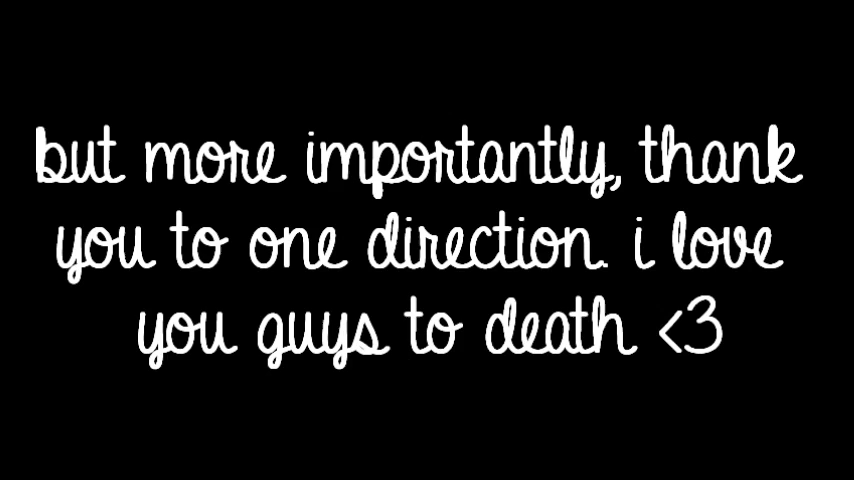 but more importantly, thank
you to one direction. i love
you guys to death <3